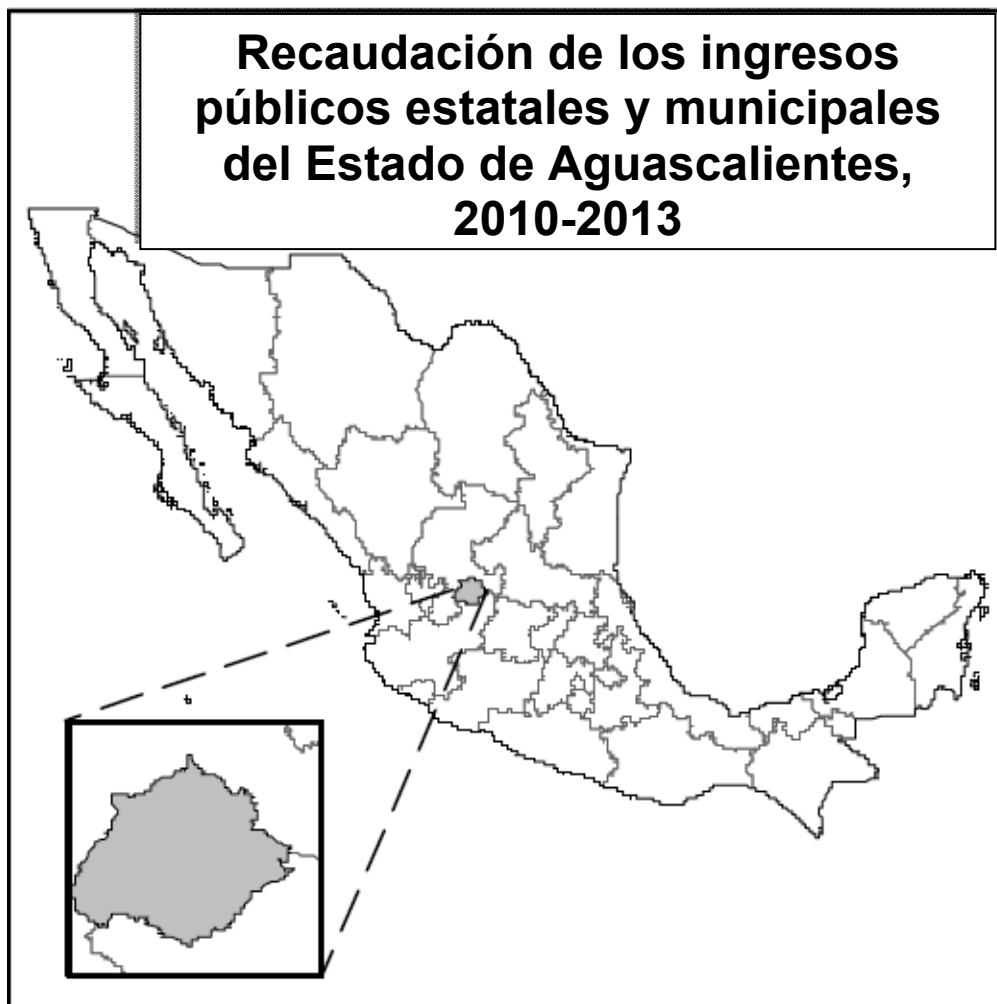 Recaudación de los ingresos
públicos estatales y municipales
del Estado de Aguascalientes,
2010-2013